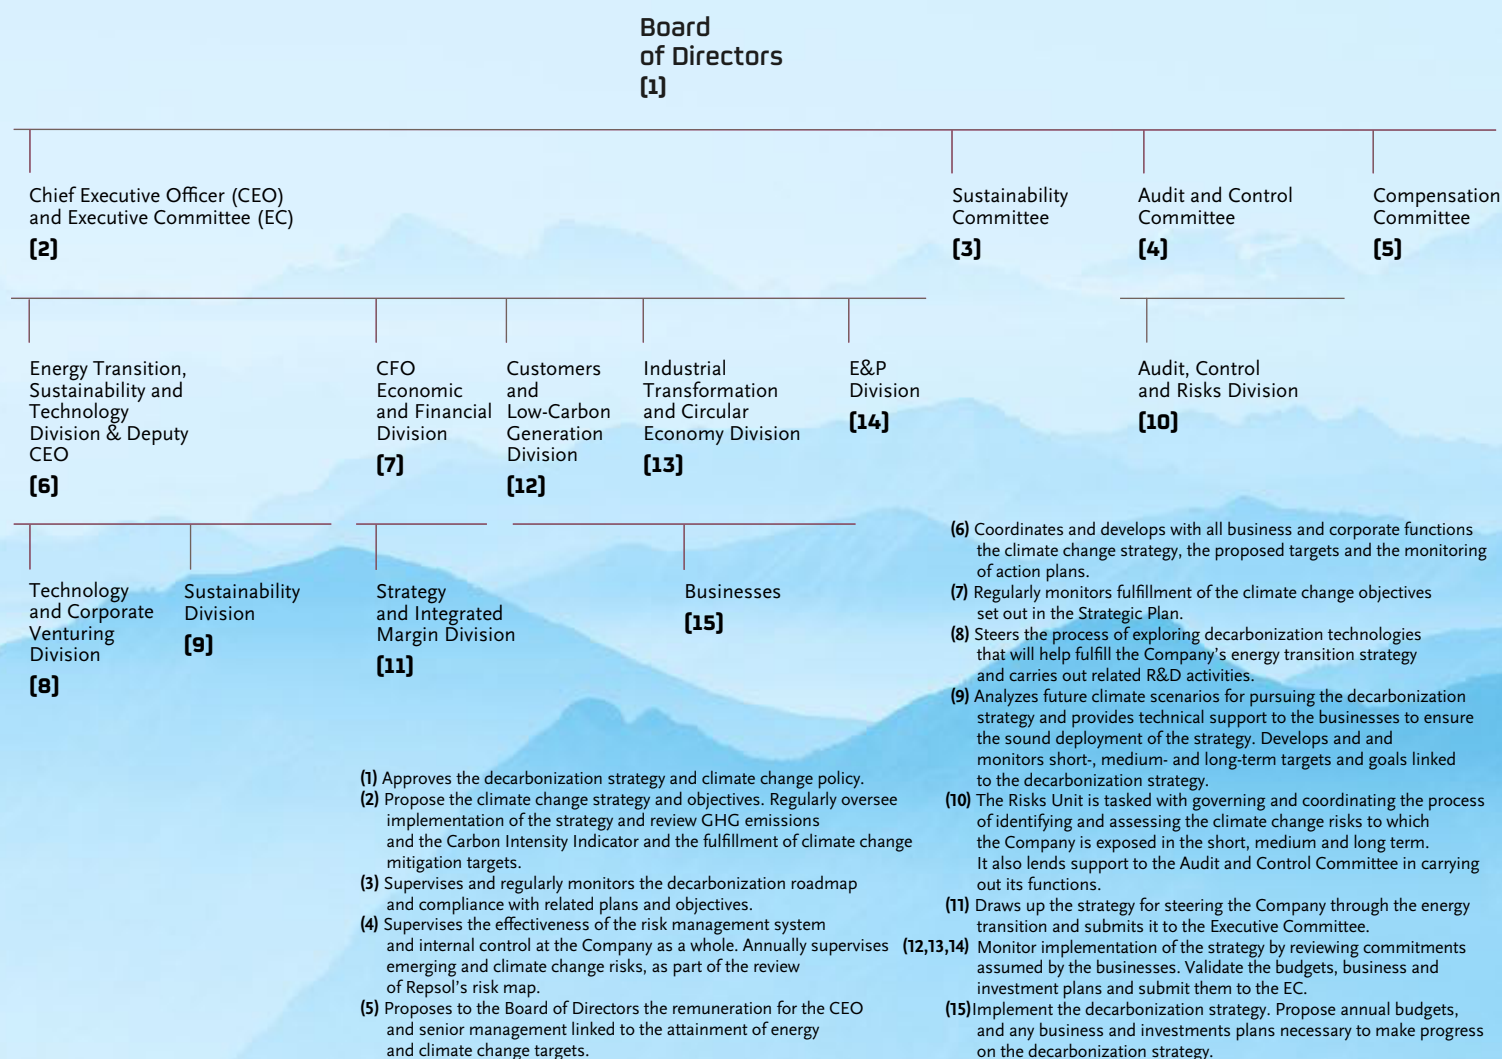 Board
of Directors
(1)
Chief Executive Officer (CEO)
and Executive Committee (EC)
(2)
Sustainability
Committee
(3)
Audit and Control
Committee
(4)
Compensation
Committee
(5)
Energy Transition,
Sustainability and
Technology
Division & Deputy
CEO
(6)
CFO
Economic
and Financial
Division
(7)
Customers
and
Low-Carbon
Generation
Division
(12)
Industrial
Transformation
and Circular
Economy Division
(13)
E&P
Division
(14)
Audit, Control
and Risks Division
(10)
Technology
and Corporate
Venturing
Division
(8)
Sustainability
Division
(9)
Strategy
and Integrated
Margin Division
(11)
Businesses
(15)
(1) Approves the decarbonization strategy and climate change policy.
(2) Propose the climate change strategy and objectives. Regularly oversee
implementation of the strategy and review GHG emissions
and the Carbon Intensity Indicator and the fulfillment of climate change
mitigation targets.
(3) Supervises and regularly monitors the decarbonization roadmap
and compliance with related plans and objectives.
(4) Supervises the effectiveness of the risk management system
and internal control at the Company as a whole. Annually supervises
emerging and climate change risks, as part of the review
of Repsol's risk map.
(5) Proposes to the Board of Directors the remuneration for the CEO
and senior management linked to the attainment of energy
and climate change targets.
(6) Coordinates and develops with all business and corporate functions
the climate change strategy, the proposed targets and the monitoring
of action plans.
(7) Regularly monitors fulfillment of the climate change objectives
set out in the Strategic Plan.
(8) Steers the process of exploring decarbonization technologies
that will help fulfill the Company's energy transition strategy
and carries out related R&D activities.
(9) Analyzes future climate scenarios for pursuing the decarbonization
strategy and provides technical support to the businesses to ensure
the sound deployment of the strategy. Develops and and
monitors short-, medium- and long-term targets and goals linked
to the decarbonization strategy.
(10) The Risks Unit is tasked with governing and coordinating the process
of identifying and assessing the climate change risks to which
the Company is exposed in the short, medium and long term.
It also lends support to the Audit and Control Committee in carrying
out its functions.
(11) Draws up the strategy for steering the Company through the energy
transition and submits it to the Executive Committee.
(12,13,14) Monitor implementation of the strategy by reviewing commitments
assumed by the businesses. Validate the budgets, business and
investment plans and submit them to the EC.
(15)Implement the decarbonization strategy. Propose annual budgets,
and any business and investments plans necessary to make progress
on the decarbonization strategy.